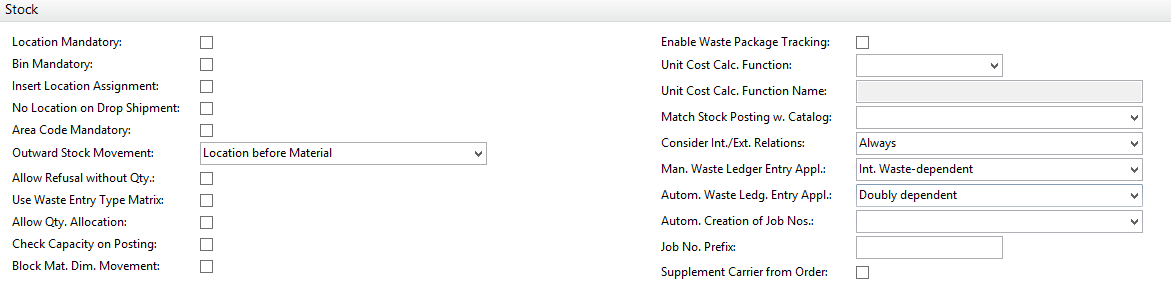 Stock
Location Mandatory:
Bin Mandatory:
Insert Location Assignment:
No Location on Drop Shipment:
Area Code Mandatory:
Outward Stock Movement: Location before Material
Allow Refusal without Qty.:
Use Waste Entry Type Matrix:
Allow Qty. Allocation:
Check Capacity on Posting:
Block Mat. Dim. Movement:
Enable Waste Package Tracking:
Unit Cost Calc. Function:
Unit Cost Calc. Function Name:
Match Stock Posting w. Catalog:
Consider Int./Ext. Relations: Always
Man. Waste Ledger Entry Appl.: Int. Waste-dependent
Autom. Waste Ledg. Entry Appl.: Doubly dependent
Autom. Creation of Job Nos.:
Job No. Prefix:
Supplement Carrier from Order: